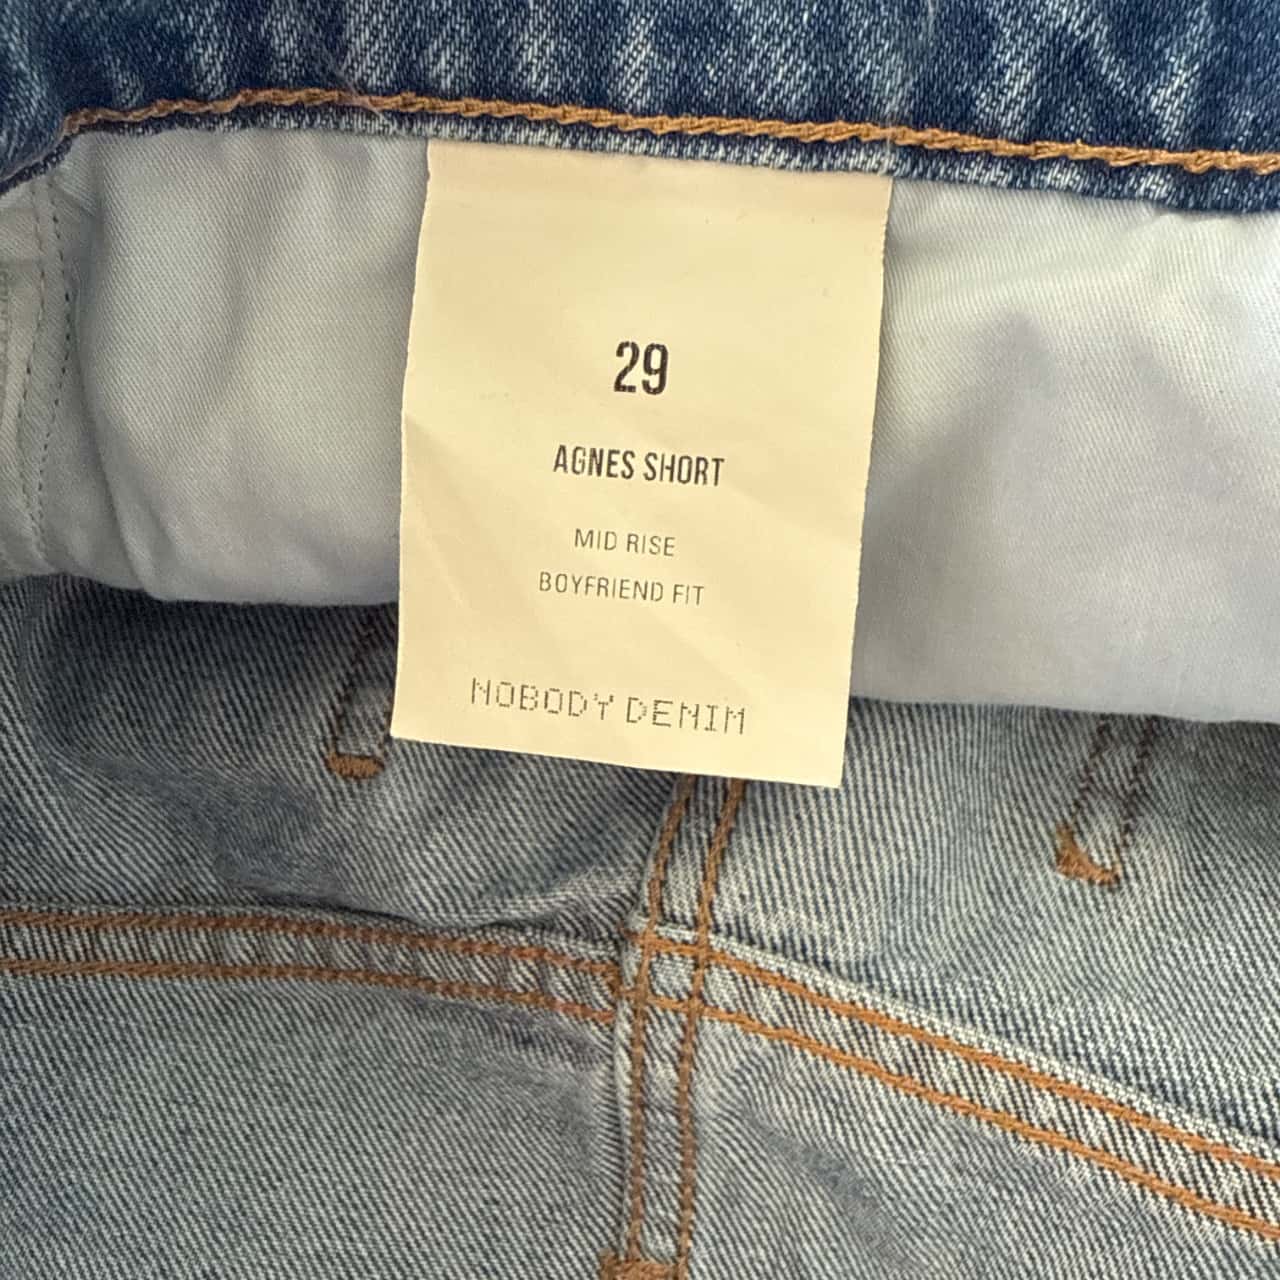 29
AGNES SHORT
MID RISE
BOYFRIEND FIT
NOBODY DENIM